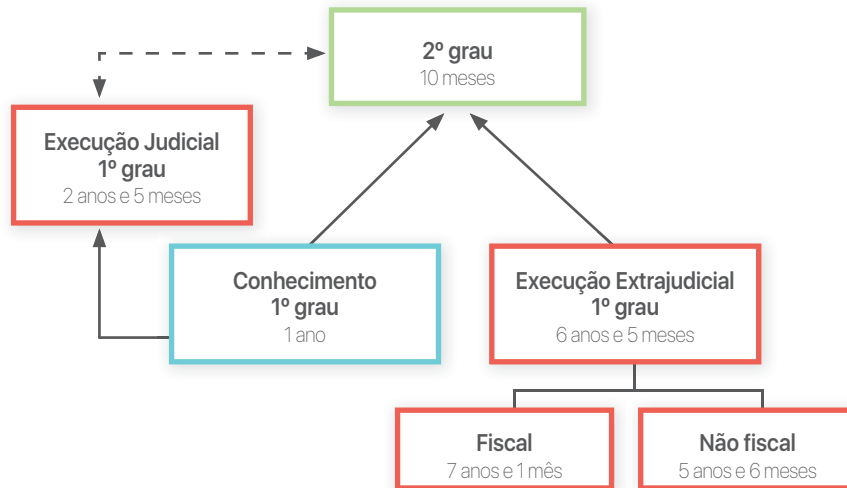 2º grau
10 meses
Execução Judicial
1º grau
2 anos e 5 meses
Conhecimento
1º grau
1 ano
Execução Extrajudicial
1º grau
6 anos e 5 meses
Fiscal
7 anos e 1 mês
Não fiscal
5 anos e 6 meses